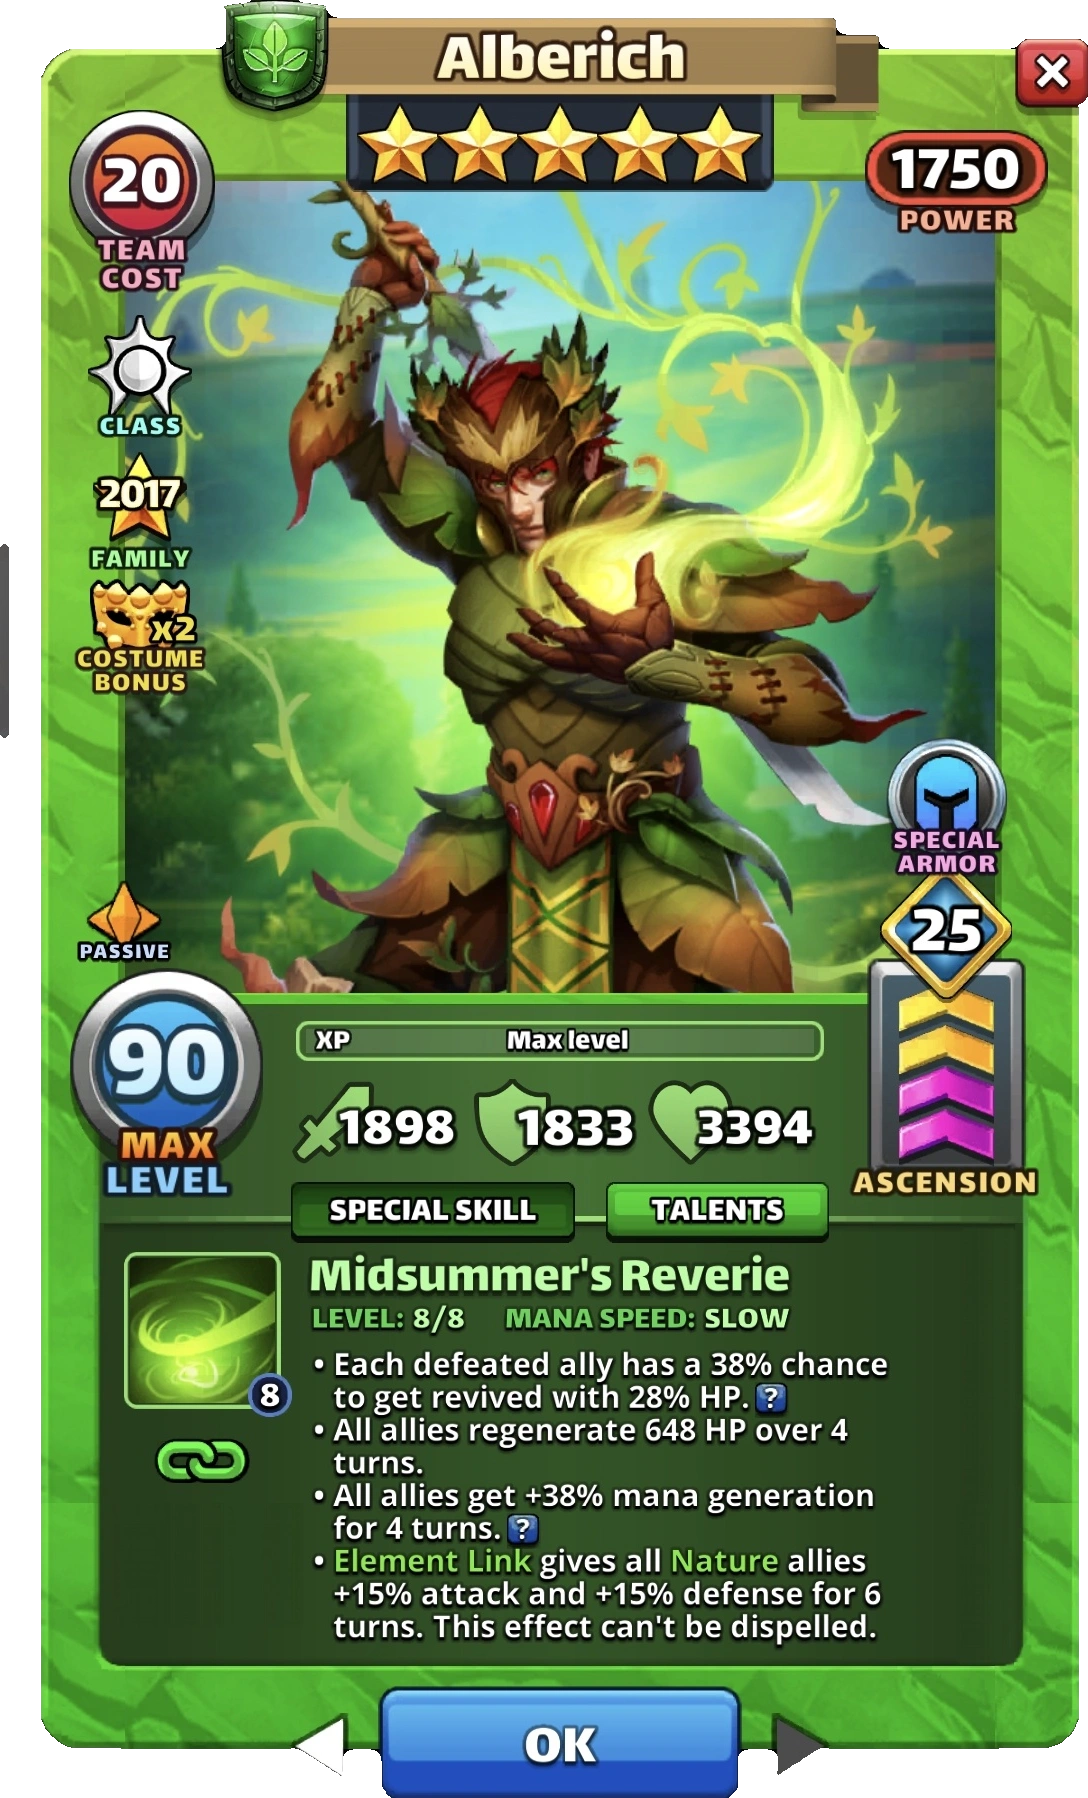 Alberich
20
TEAM
COST
1750
POWER
CLASS
2017
FAMILY
x2
COSTUME
BONUS
SPECIAL
ARMOR
25
PASSIVE
90
MAX
LEVEL
XP Max level
1898 1833 3394
ASCENSION
SPECIAL SKILL TALENTS
Midsummer's Reverie
LEVEL: 8/8 MANA SPEED: SLOW
8
• Each defeated ally has a 38% chance
to get revived with 28% HP. ?
• All allies regenerate 648 HP over 4
turns.
• All allies get +38% mana generation
for 4 turns. ?
• Element Link gives all Nature allies
+15% attack and +15% defense for 6
turns. This effect can't be dispelled.
OK